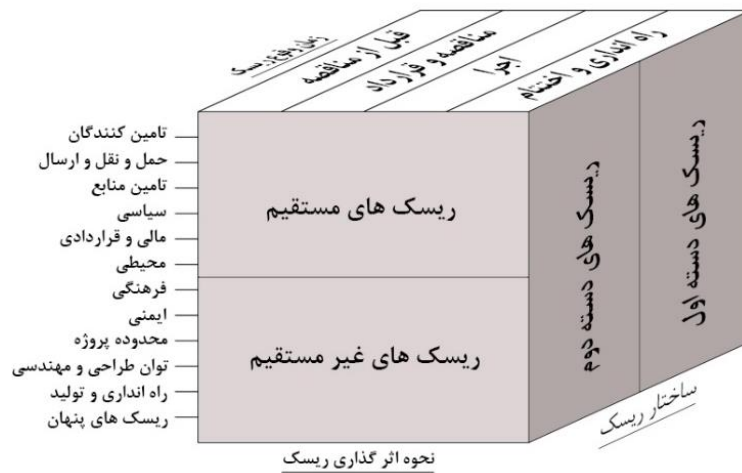 زمان وقوع ریسک
قبل از مناقصه
مناقصه و قرارداد
اجرا
راه اندازی و اختتام
تامین کنندگان
حمل و نقل و ارسال
تامین منابع
سیاسی
مالی و قراردادی
محیطی
فرهنگی
ایمنی
محدوده پروژه
توان طراحی و مهندسی
راه اندازی و تولید
ریسک های پنهان
ریسک های مستقیم
ریسک های غیر مستقیم
ریسک های دسته دوم
ریسک های دسته اول
ساختار ریسک
نحوه اثر گذاری ریسک